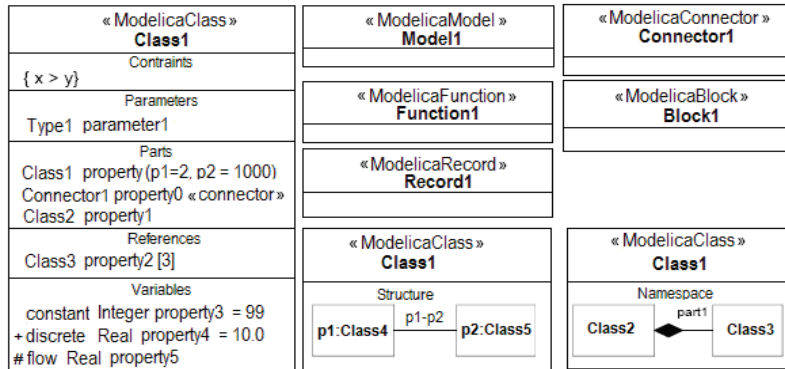 «ModelicaClass»
Class1
Contraints
{ x > y}
Parameters
Type1 parameter1
Parts
Class1 property(p1=2, p2 = 1000)
Connector1 property0 «connector»
Class2 property1
References
Class3 property2 [3]
Variables
constant Integer property3 = 99
+ discrete Real property4 = 10.0
# flow Real property5
«ModelicaModel»
Model1
«ModelicaConnector»
Connector1
«ModelicaFunction»
Function1
«ModelicaBlock»
Block1
«ModelicaRecord»
Record1
«ModelicaClass»
Class1
Structure
p1:Class4 p1-p2 p2:Class5
«ModelicaClass»
Class1
Namespace
Class2 part1 Class3